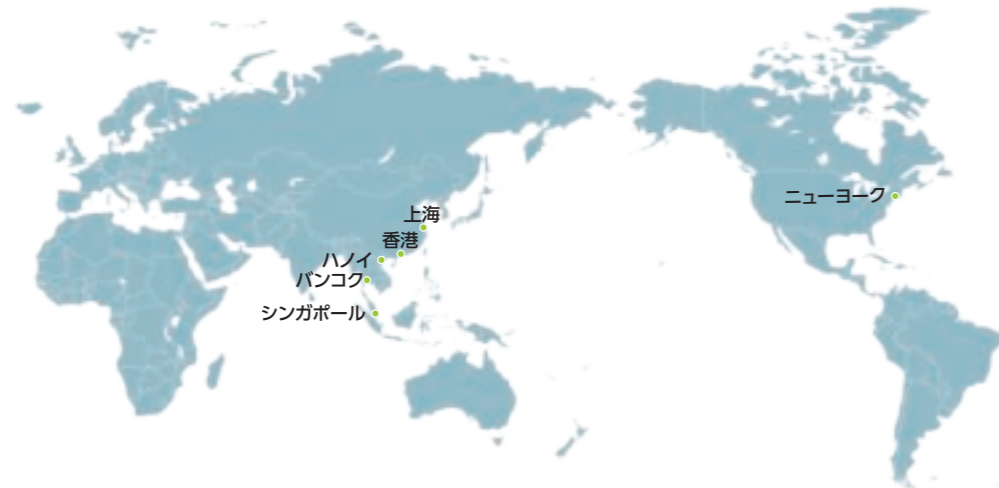 ニューヨーク
上海
香港
ハノイ
バンコク
シンガポール